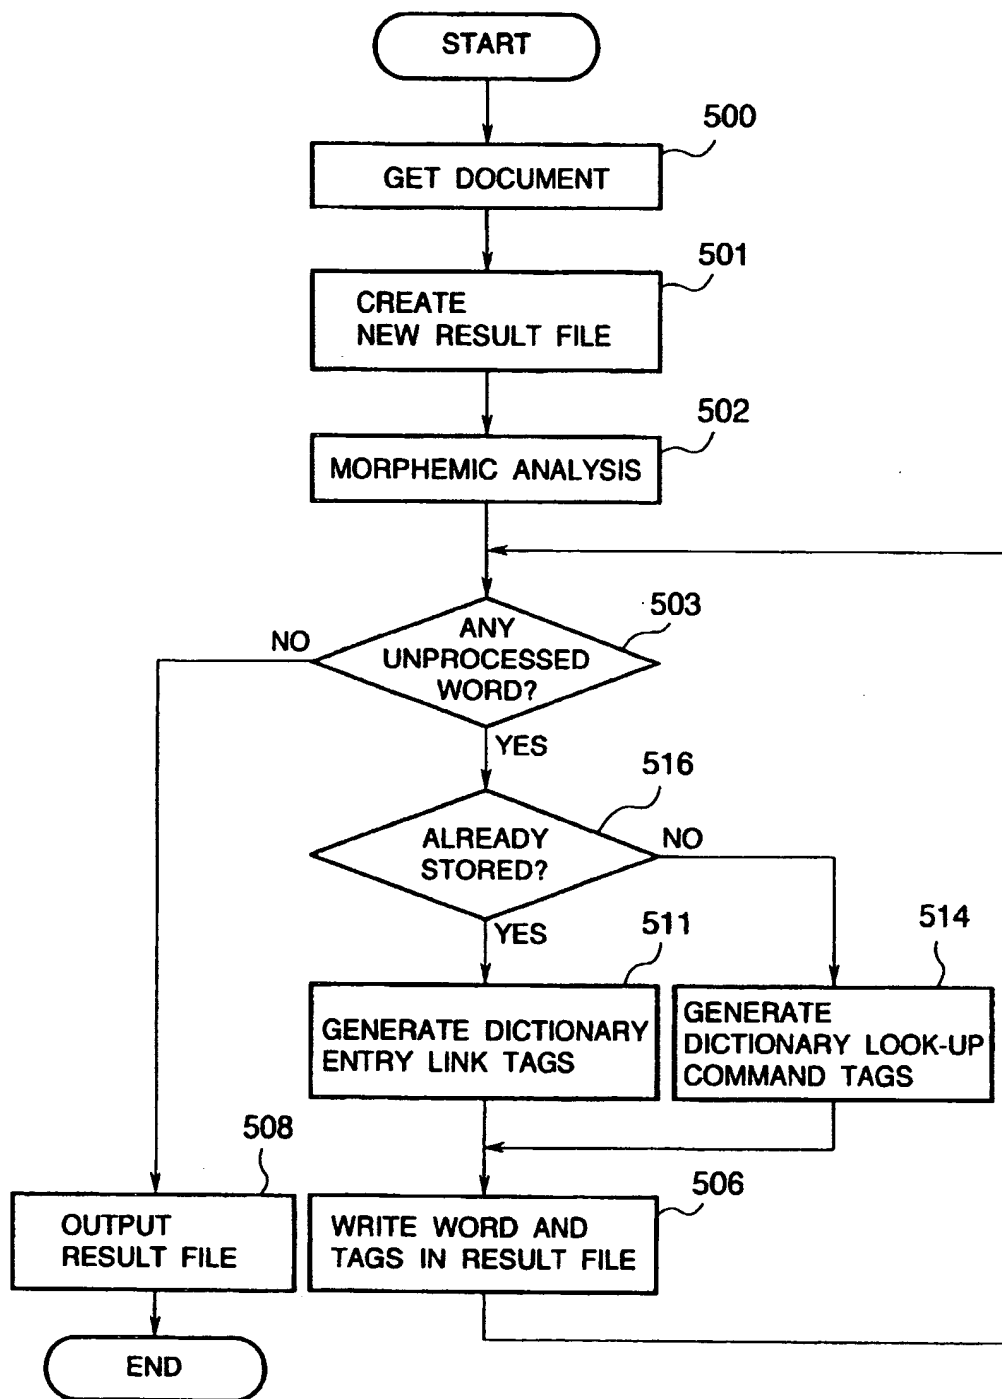 START
500
GET DOCUMENT
501
CREATE
NEW RESULT FILE
502
MORPHEMIC ANALYSIS
503
NO
ANY
UNPROCESSED
WORD?
YES
516
ALREADY
STORED?
NO
YES
511
514
GENERATE DICTIONARY
ENTRY LINK TAGS
GENERATE
DICTIONARY LOOK-UP
COMMAND TAGS
508
506
OUTPUT
RESULT FILE
WRITE WORD AND
TAGS IN RESULT FILE
END